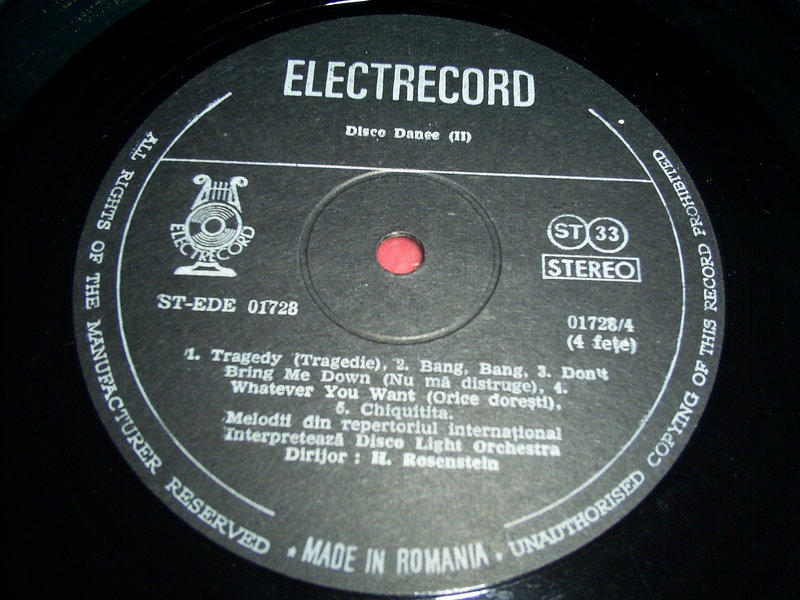 ELECTRECORD
Disco Dance (II)
ELECTRECORD
ST 33
STEREO
ST-EDE 01728
01728/4
(4 fețe)
1. Tragedy (Tragedie), 2. Bang, Bang, 3. Don't
Bring Me Down (Nu mă distruge), 4.
Whatever You Want (Orice dorești),
5. Chiquitita.
Melodii din repertoriul internațional
Interpretează Disco Light Orchestra
Dirijor : H. Rosenstein
ALL RIGHTS OF THE MANUFACTURER RESERVED * MADE IN ROMANIA * UNAUTHORISED COPYING OF THIS RECORD PROHIBITED